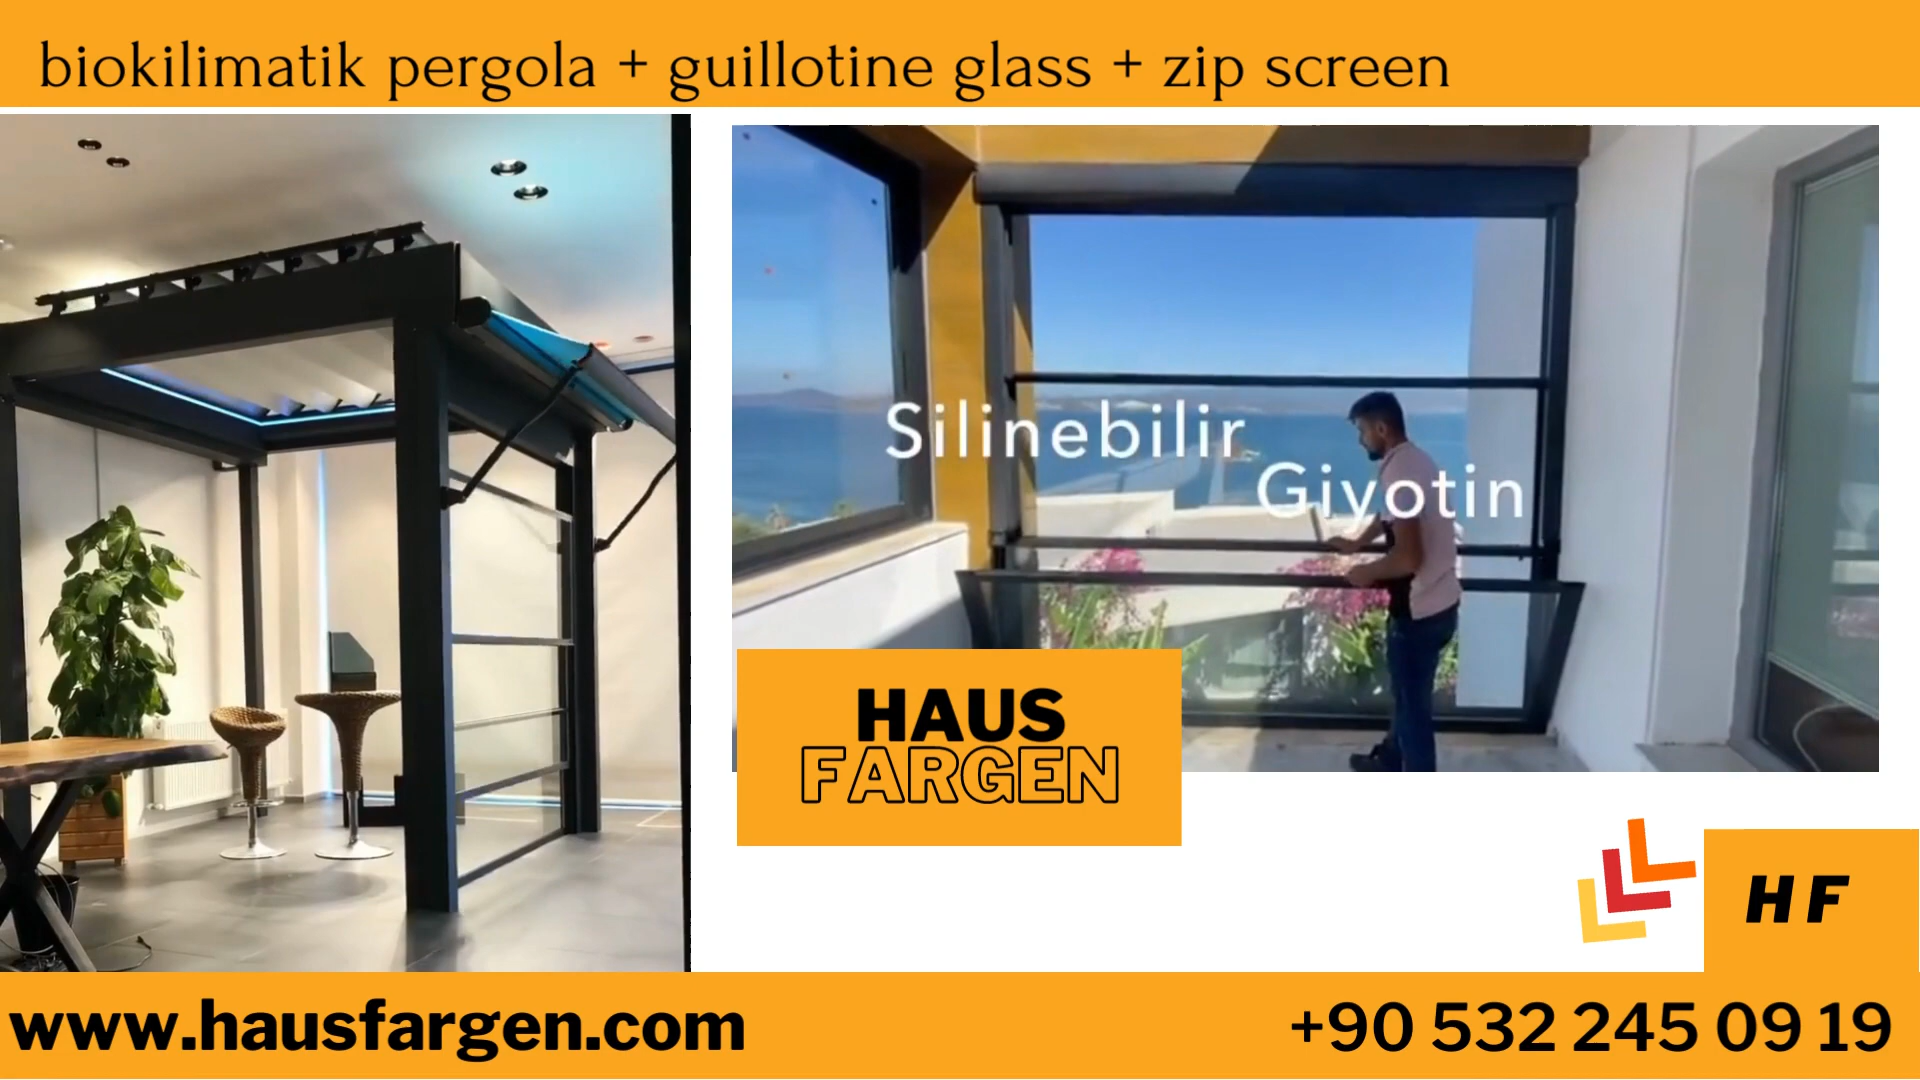 biokilimatik pergola + guillotine glass + zip screen
Silinebilir
Giyotin
HAUS
FARGEN
HF
www.hausfargen.com
+90 532 245 09 19